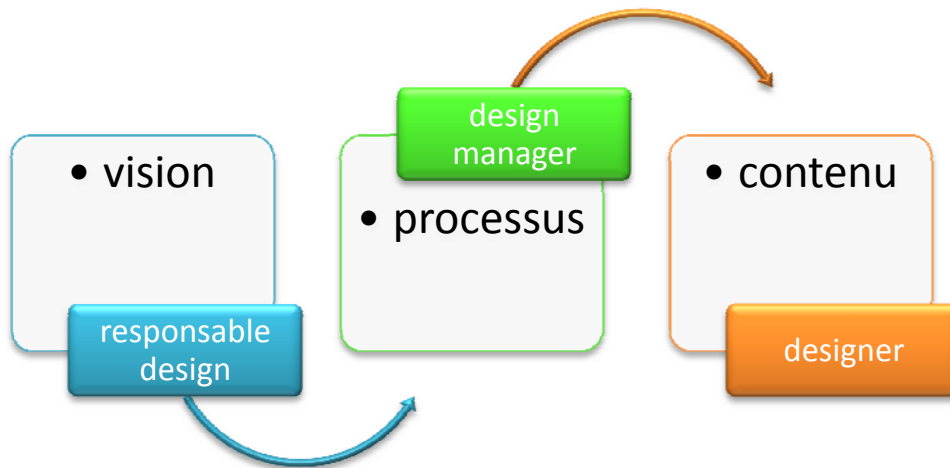 • vision
responsable
design
design
manager
• processus
• contenu
designer